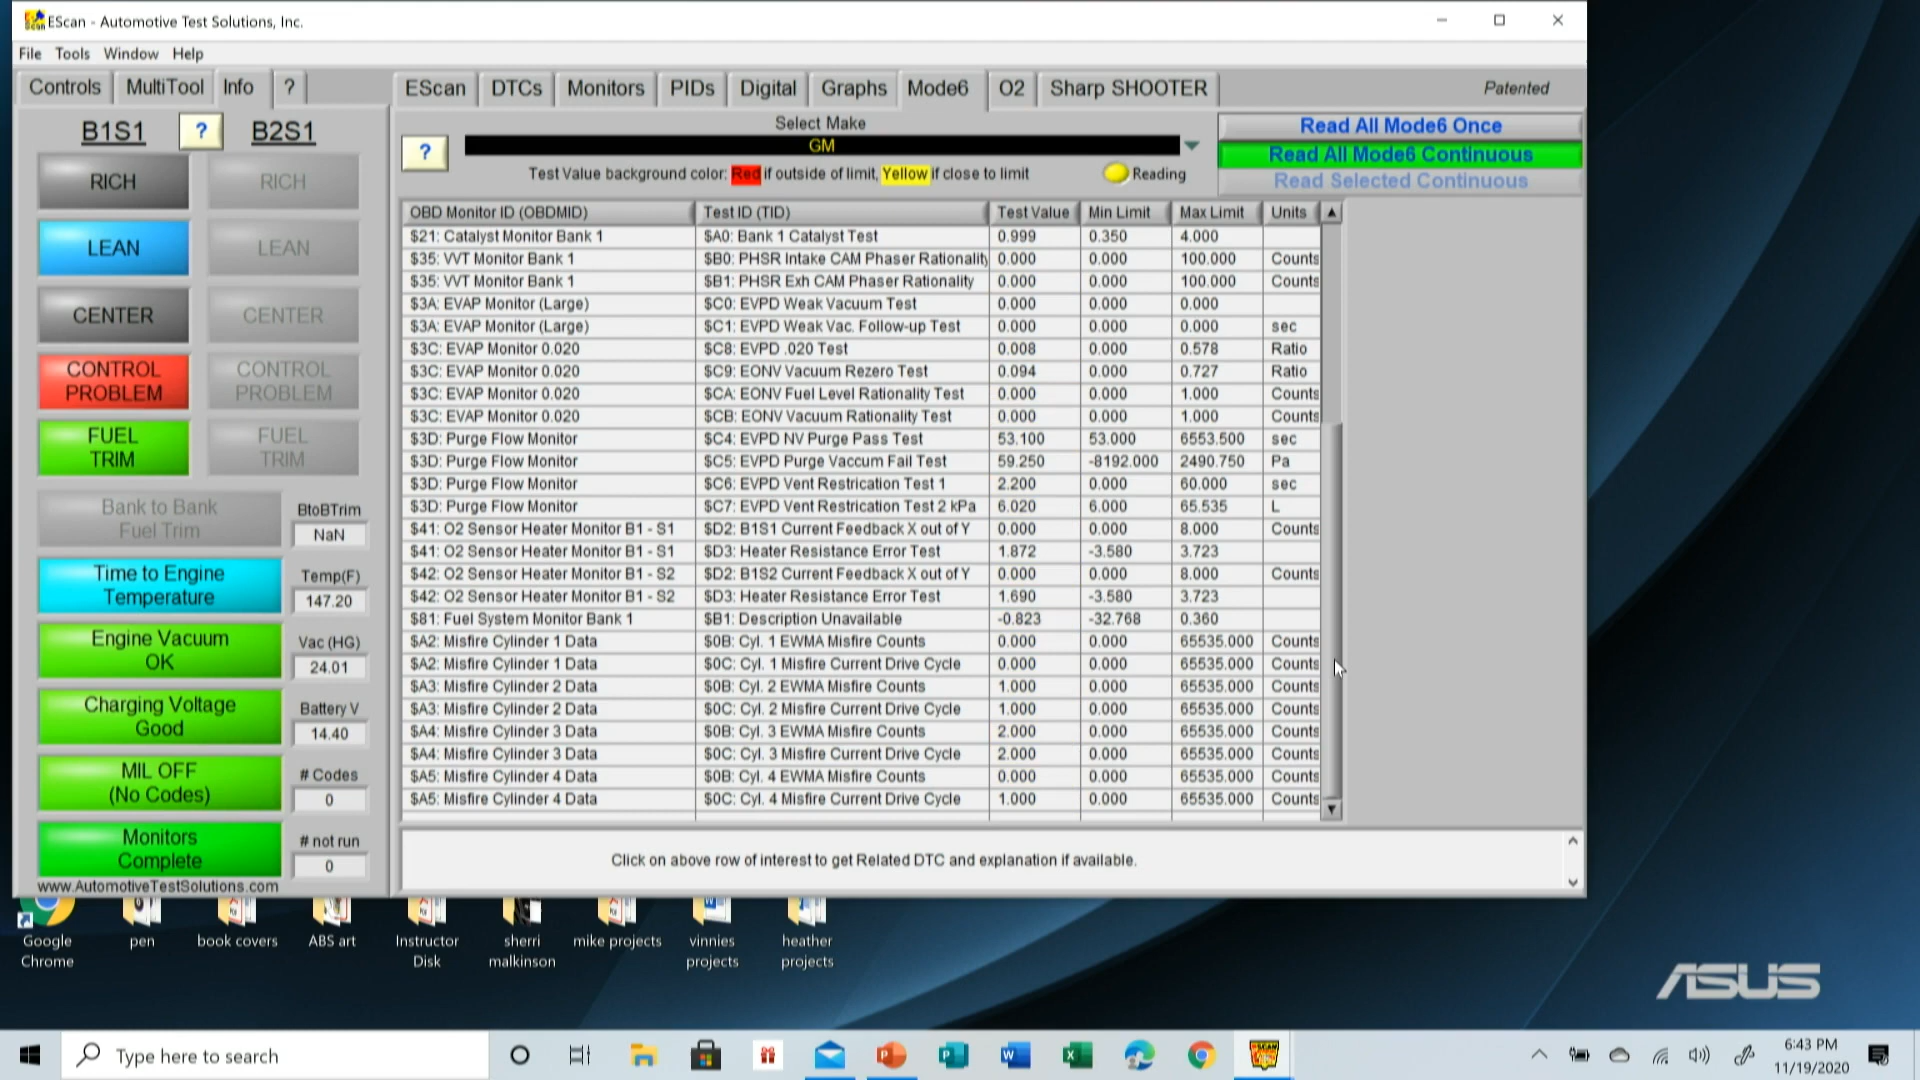 EScan - Automotive Test Solutions, Inc.
File Tools Window Help
Controls MultiTool Info ?
EScan DTCs Monitors PIDs Digital Graphs Mode6 O2 Sharp SHOOTER Patented
B1S1 ? B2S1
RICH RICH
LEAN LEAN
CENTER CENTER
CONTROL PROBLEM CONTROL PROBLEM
FUEL TRIM FUEL TRIM
Bank to Bank Fuel Trim BtoBTrim NaN
Time to Engine Temperature Temp(F) 147.20
Engine Vacuum OK Vac (HG) 24.01
Charging Voltage Good Battery V 14.40
MIL OFF (No Codes) # Codes 0
Monitors Complete # not run 0
www.AutomotiveTestSolutions.com
Select Make
? GM
Test Value background color: Red if outside of limit, Yellow if close to limit
Reading
Read All Mode6 Once
Read All Mode6 Continuous
Read Selected Continuous
OBD Monitor ID (OBDMID) Test ID (TID) Test Value Min Limit Max Limit Units
$21: Catalyst Monitor Bank 1 $A0: Bank 1 Catalyst Test 0.999 0.350 4.000
$35: VVT Monitor Bank 1 $B0: PHSR Intake CAM Phaser Rationality 0.000 0.000 100.000 Counts
$35: VVT Monitor Bank 1 $B1: PHSR Exh CAM Phaser Rationality 0.000 0.000 100.000 Counts
$3A: EVAP Monitor (Large) $C0: EVPD Weak Vacuum Test 0.000 0.000 0.000
$3A: EVAP Monitor (Large) $C1: EVPD Weak Vac. Follow-up Test 0.000 0.000 0.000 sec
$3C: EVAP Monitor 0.020 $C8: EVPD .020 Test 0.008 0.000 0.578 Ratio
$3C: EVAP Monitor 0.020 $C9: EONV Vacuum Rezero Test 0.094 0.000 0.727 Ratio
$3C: EVAP Monitor 0.020 $CA: EONV Fuel Level Rationality Test 0.000 0.000 1.000 Counts
$3C: EVAP Monitor 0.020 $CB: EONV Vacuum Rationality Test 0.000 0.000 1.000 Counts
$3D: Purge Flow Monitor $C4: EVPD NV Purge Pass Test 53.100 53.000 6553.500 sec
$3D: Purge Flow Monitor $C5: EVPD Purge Vaccum Fail Test 59.250 -8192.000 2490.750 Pa
$3D: Purge Flow Monitor $C6: EVPD Vent Restrication Test 1 2.200 0.000 60.000 sec
$3D: Purge Flow Monitor $C7: EVPD Vent Restrication Test 2 kPa 6.020 6.000 65.535 L
$41: O2 Sensor Heater Monitor B1 - S1 $D2: B1S1 Current Feedback X out of Y 0.000 0.000 8.000 Counts
$41: O2 Sensor Heater Monitor B1 - S1 $D3: Heater Resistance Error Test 1.872 -3.580 3.723
$42: O2 Sensor Heater Monitor B1 - S2 $D2: B1S2 Current Feedback X out of Y 0.000 0.000 8.000 Counts
$42: O2 Sensor Heater Monitor B1 - S2 $D3: Heater Resistance Error Test 1.690 -3.580 3.723
$81: Fuel System Monitor Bank 1 $B1: Description Unavailable -0.823 -32.768 0.360
$A2: Misfire Cylinder 1 Data $0B: Cyl. 1 EWMA Misfire Counts 0.000 0.000 65535.000 Counts
$A2: Misfire Cylinder 1 Data $0C: Cyl. 1 Misfire Current Drive Cycle 0.000 0.000 65535.000 Counts
$A3: Misfire Cylinder 2 Data $0B: Cyl. 2 EWMA Misfire Counts 1.000 0.000 65535.000 Counts
$A3: Misfire Cylinder 2 Data $0C: Cyl. 2 Misfire Current Drive Cycle 1.000 0.000 65535.000 Counts
$A4: Misfire Cylinder 3 Data $0B: Cyl. 3 EWMA Misfire Counts 2.000 0.000 65535.000 Counts
$A4: Misfire Cylinder 3 Data $0C: Cyl. 3 Misfire Current Drive Cycle 2.000 0.000 65535.000 Counts
$A5: Misfire Cylinder 4 Data $0B: Cyl. 4 EWMA Misfire Counts 0.000 0.000 65535.000 Counts
$A5: Misfire Cylinder 4 Data $0C: Cyl. 4 Misfire Current Drive Cycle 1.000 0.000 65535.000 Counts
Click on above row of interest to get Related DTC and explanation if available.
Google Chrome pen book covers ABS art Instructor Disk sherri malkinson mike projects vinnies projects heather projects
ASUS
Type here to search
6:43 PM
11/19/2020